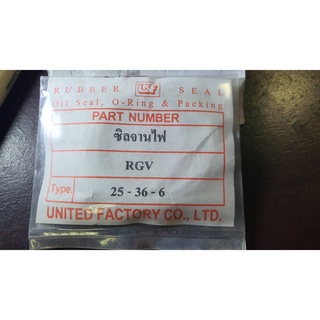 RUBBER UF SEAL
Oil Seal, O-Ring & Packing
PART NUMBER
ซิลจานไฟ
RGV
Type. 25 - 36 - 6
UNITED FACTORY CO., LTD.